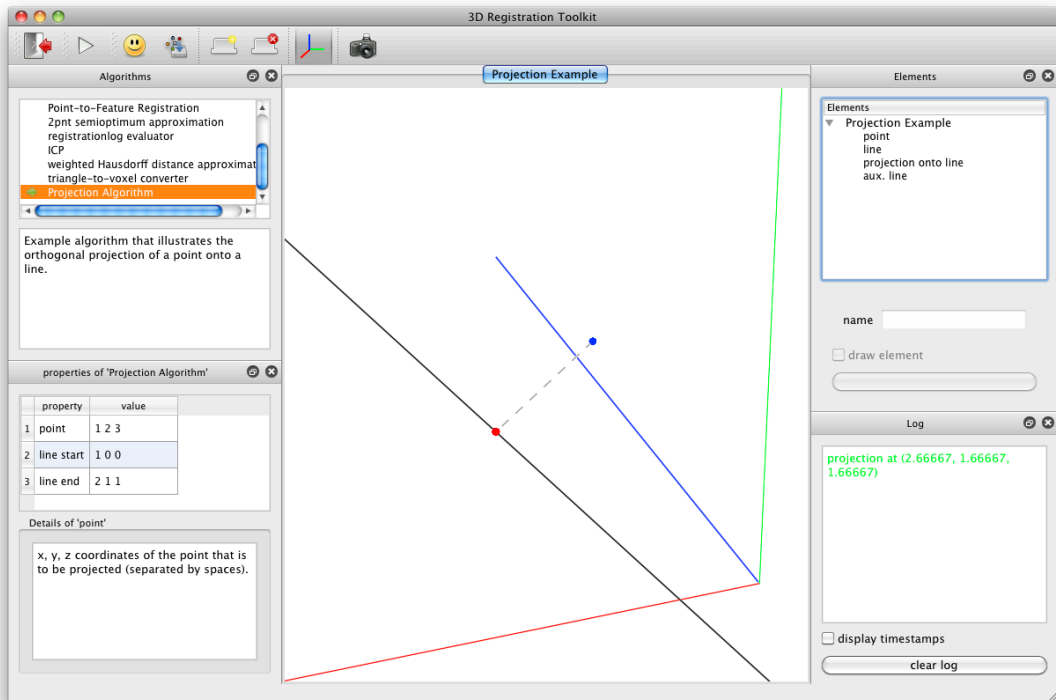 3D Registration Toolkit
Algorithms
Point-to-Feature Registration
2pnt semioptimum approximation
registrationlog evaluator
ICP
weighted Hausdorff distance approximat
triangle-to-voxel converter
Projection Algorithm
Example algorithm that illustrates the
orthogonal projection of a point onto a
line.
properties of 'Projection Algorithm'
property value
1 point 1 2 3
2 line start 1 0 0
3 line end 2 1 1
Details of 'point'
x, y, z coordinates of the point that is
to be projected (separated by spaces).
Projection Example
Elements
Elements
Projection Example
point
line
projection onto line
aux. line
name
draw element
Log
projection at (2.66667, 1.66667,
1.66667)
display timestamps
clear log